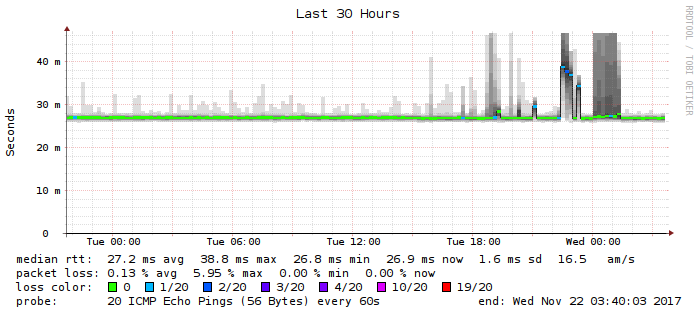 Last 30 Hours
RRDTOOL / TOBI OETIKER
Seconds
40 m
30 m
20 m
10 m
0
Tue 00:00 Tue 06:00 Tue 12:00 Tue 18:00 Wed 00:00
median rtt: 27.2 ms avg 38.8 ms max 26.8 ms min 26.9 ms now 1.6 ms sd 16.5 am/s
packet loss: 0.13 % avg 5.95 % max 0.00 % min 0.00 % now
loss color: 0 1/20 2/20 3/20 4/20 10/20 19/20
probe: 20 ICMP Echo Pings (56 Bytes) every 60s end: Wed Nov 22 03:40:03 2017